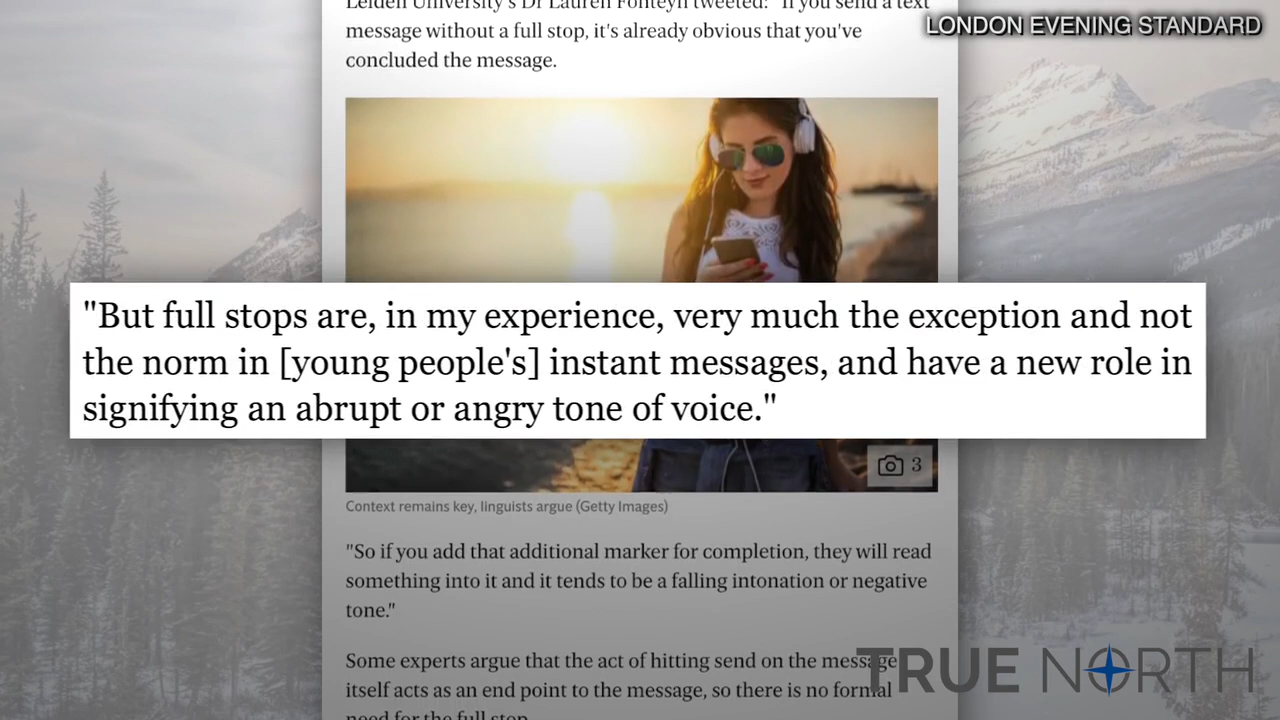 Leiden University's Dr Lauren Fonteyn tweeted: "If you send a text
message without a full stop, it's already obvious that you've
concluded the message.
LONDON EVENING STANDARD
"But full stops are, in my experience, very much the exception and not
the norm in [young people's] instant messages, and have a new role in
signifying an abrupt or angry tone of voice."
3
Context remains key, linguists argue (Getty Images)
"So if you add that additional marker for completion, they will read
something into it and it tends to be a falling intonation or negative
tone."
Some experts argue that the act of hitting send on the message
itself acts as an end point to the message, so there is no formal
need for the full stop.
TRUE NORTH